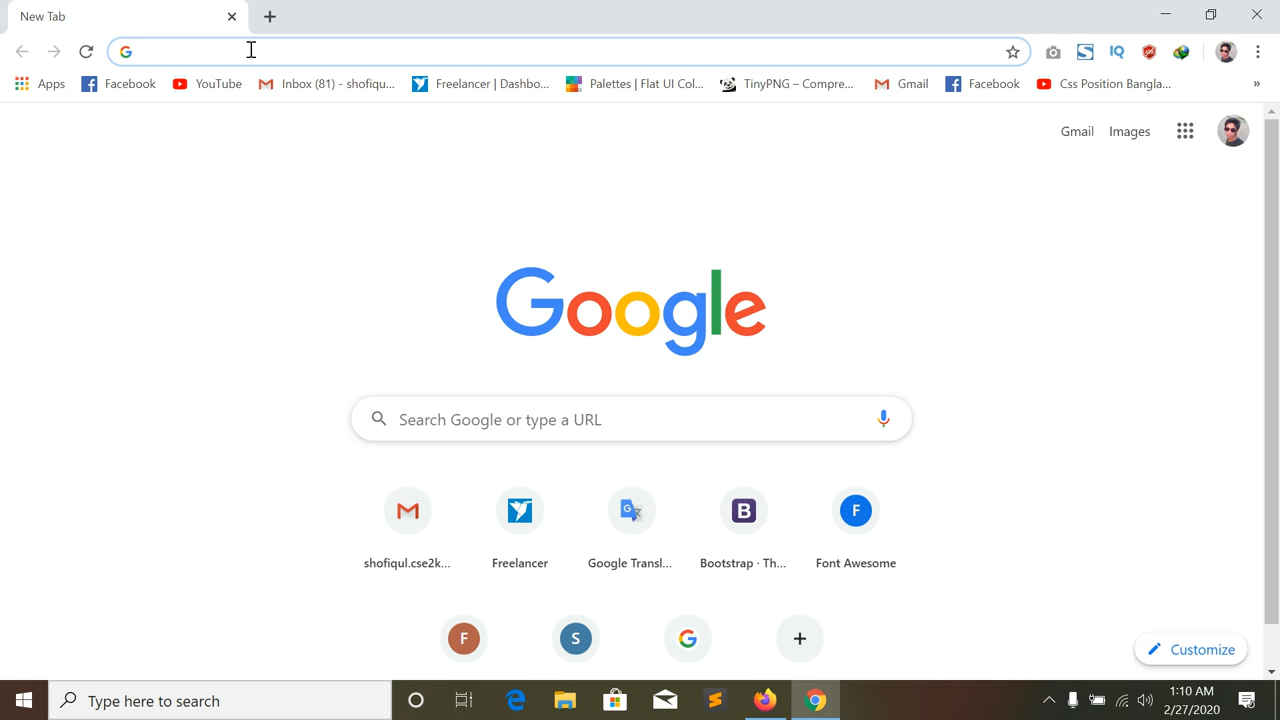 New Tab
Apps Facebook YouTube Inbox (81) - shofiqu... Freelancer | Dashbo... Palettes | Flat UI Col... TinyPNG – Compre... Gmail Facebook Css Position Bangla... »
Gmail Images
Google
Search Google or type a URL
shofiqul.cse2k... Freelancer Google Transl... Bootstrap · Th... Font Awesome
Customize
Type here to search
1:10 AM
2/27/2020